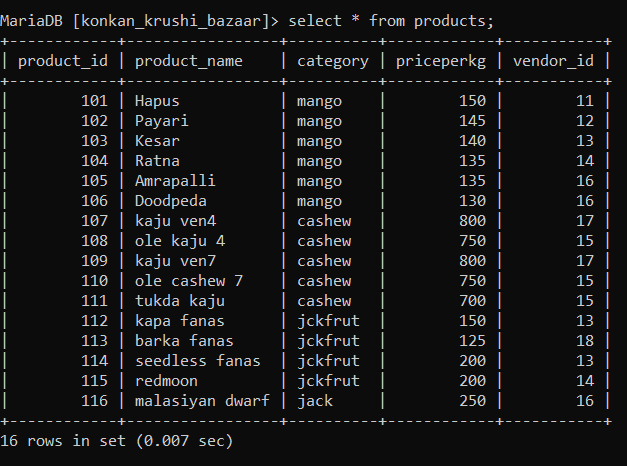 MariaDB [konkan_krushi_bazaar]> select * from products;
+------------+-----------------+----------+------------+-----------+
| product_id | product_name    | category | priceperkg | vendor_id |
+------------+-----------------+----------+------------+-----------+
|        101 | Hapus           | mango    |        150 |        11 |
|        102 | Payari          | mango    |        145 |        12 |
|        103 | Kesar           | mango    |        140 |        13 |
|        104 | Ratna           | mango    |        135 |        14 |
|        105 | Amrapalli       | mango    |        135 |        16 |
|        106 | Doodpeda        | mango    |        130 |        16 |
|        107 | kaju ven4       | cashew   |        800 |        17 |
|        108 | ole kaju 4      | cashew   |        750 |        15 |
|        109 | kaju ven7       | cashew   |        800 |        17 |
|        110 | ole cashew 7    | cashew   |        750 |        15 |
|        111 | tukda kaju      | cashew   |        700 |        15 |
|        112 | kapa fanas      | jckfrut  |        150 |        13 |
|        113 | barka fanas     | jckfrut  |        125 |        18 |
|        114 | seedless fanas  | jckfrut  |        200 |        13 |
|        115 | redmoon         | jckfrut  |        200 |        14 |
|        116 | malasiyan dwarf | jack     |        250 |        16 |
+------------+-----------------+----------+------------+-----------+
16 rows in set (0.007 sec)